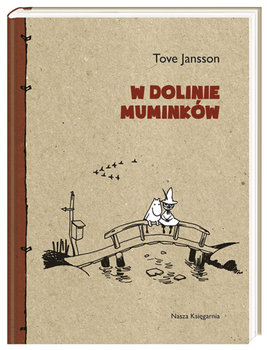 Tove Jansson
W DOLINIE
MUMINKÓW
Nasza Księgarnia